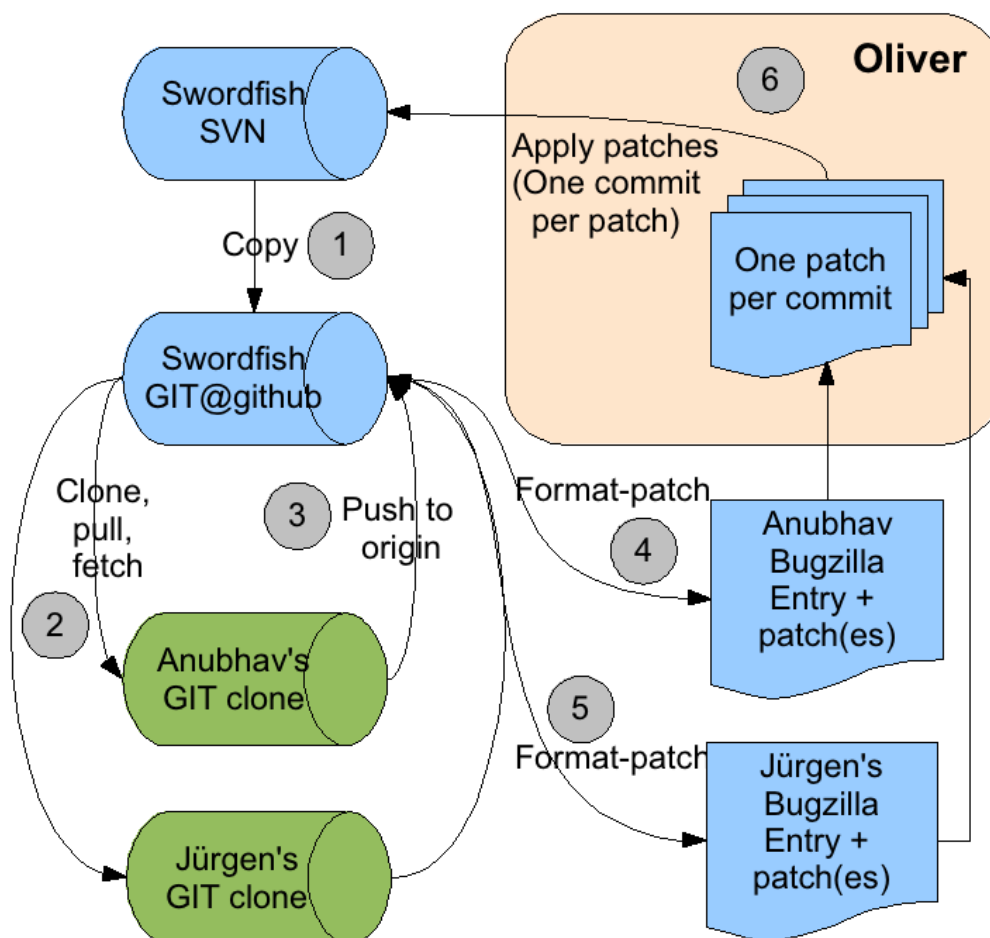 Oliver
6
Swordfish
SVN
Apply patches
(One commit
per patch)
Copy
1
One patch
per commit
Swordfish
GIT@github
Clone,
pull,
fetch
3
Push to
origin
Format-patch
4
Anubhav
Bugzilla
Entry +
patch(es)
2
Anubhav's
GIT clone
5
Format-patch
Jürgen's
Bugzilla
Entry +
patch(es)
Jürgen's
GIT clone